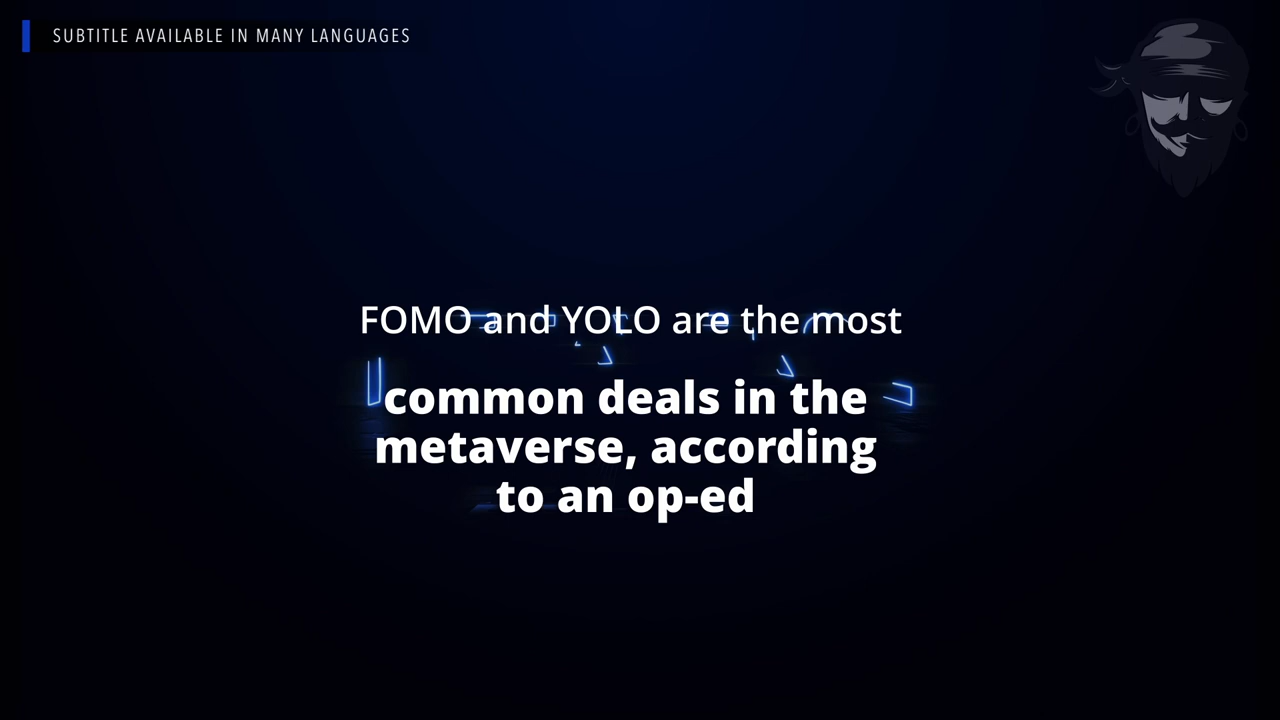 SUBTITLE AVAILABLE IN MANY LANGUAGES
FOMO and YOLO are the most
common deals in the
metaverse, according
to an op-ed